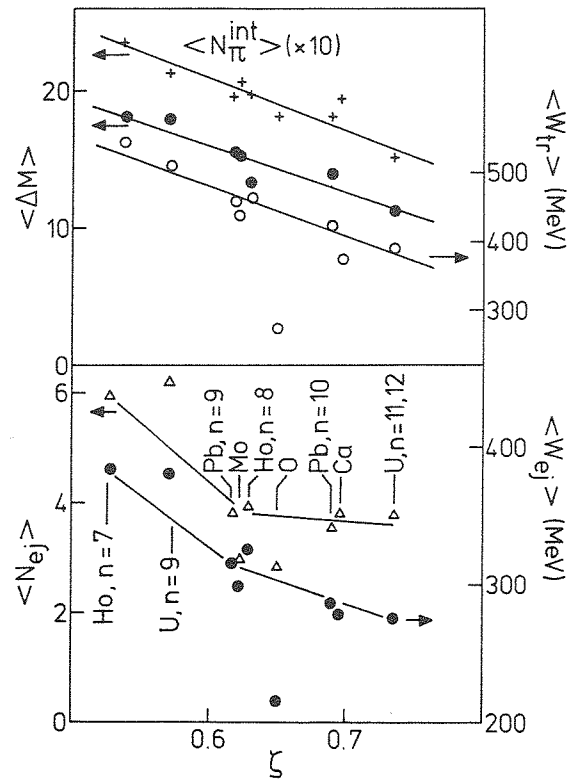 <N_π^int>(×10)
20
10
0
<ΔM>
500
400
300
<W_tr> (MeV)
6
4
2
0
<N_ej>
400
300
200
<W_ej> (MeV)
Ho, n=7
U, n=9
Pb, n=9
Mo
Ho, n=8
O
Pb, n=10
Ca
U, n=11,12
0.6
0.7
ζ